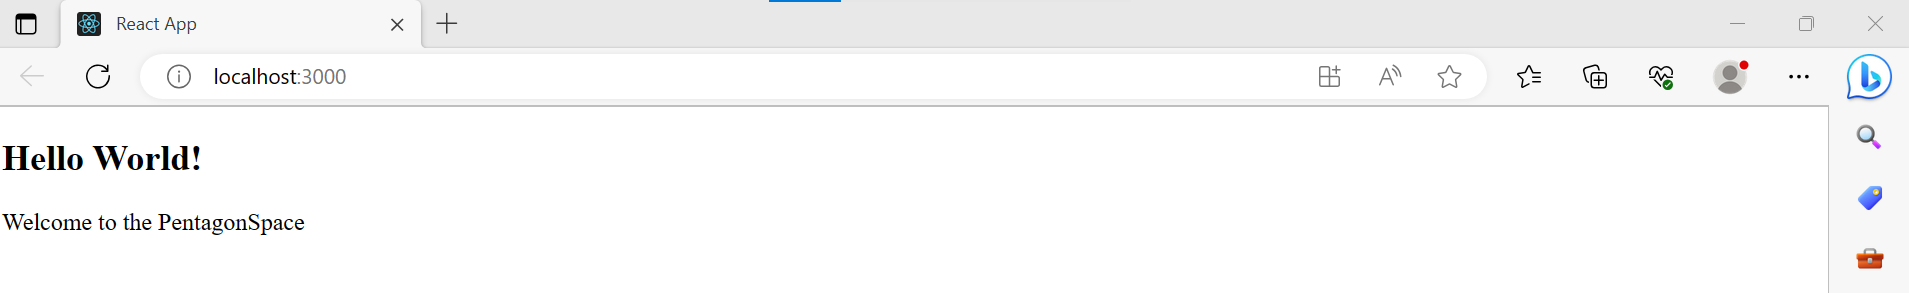 React App
localhost:3000
Hello World!
Welcome to the PentagonSpace